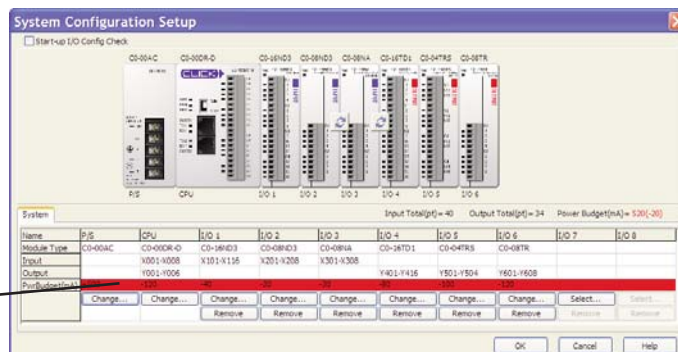 System Configuration Setup
Start-up I/O Config Check
C0-00AC C0-00DR-D C0-16ND3 C0-08ND3 C0-08NA C0-16TD1 C0-04TRS C0-08TR
CLICK
P/S CPU I/O 1 I/O 2 I/O 3 I/O 4 I/O 5 I/O 6
System Input Total(pt)= 40 Output Total(pt)= 34 Power Budget(mA)= 520(-20)
Name P/S CPU I/O 1 I/O 2 I/O 3 I/O 4 I/O 5 I/O 6 I/O 7 I/O 8
Module Type C0-00AC C0-00DR-D C0-16ND3 C0-08ND3 C0-08NA C0-16TD1 C0-04TRS C0-08TR
Input X001-X008 X101-X116 X201-X208 X301-X308
Output Y001-Y006 Y401-Y416 Y501-Y504 Y601-Y608
PwrBudget(mA) -120 -40 -80 -100 -120
Change... Change... Change... Change... Change... Change... Change... Change... Select... Select...
Remove Remove Remove Remove Remove Remove Remove Remove
OK Cancel Help